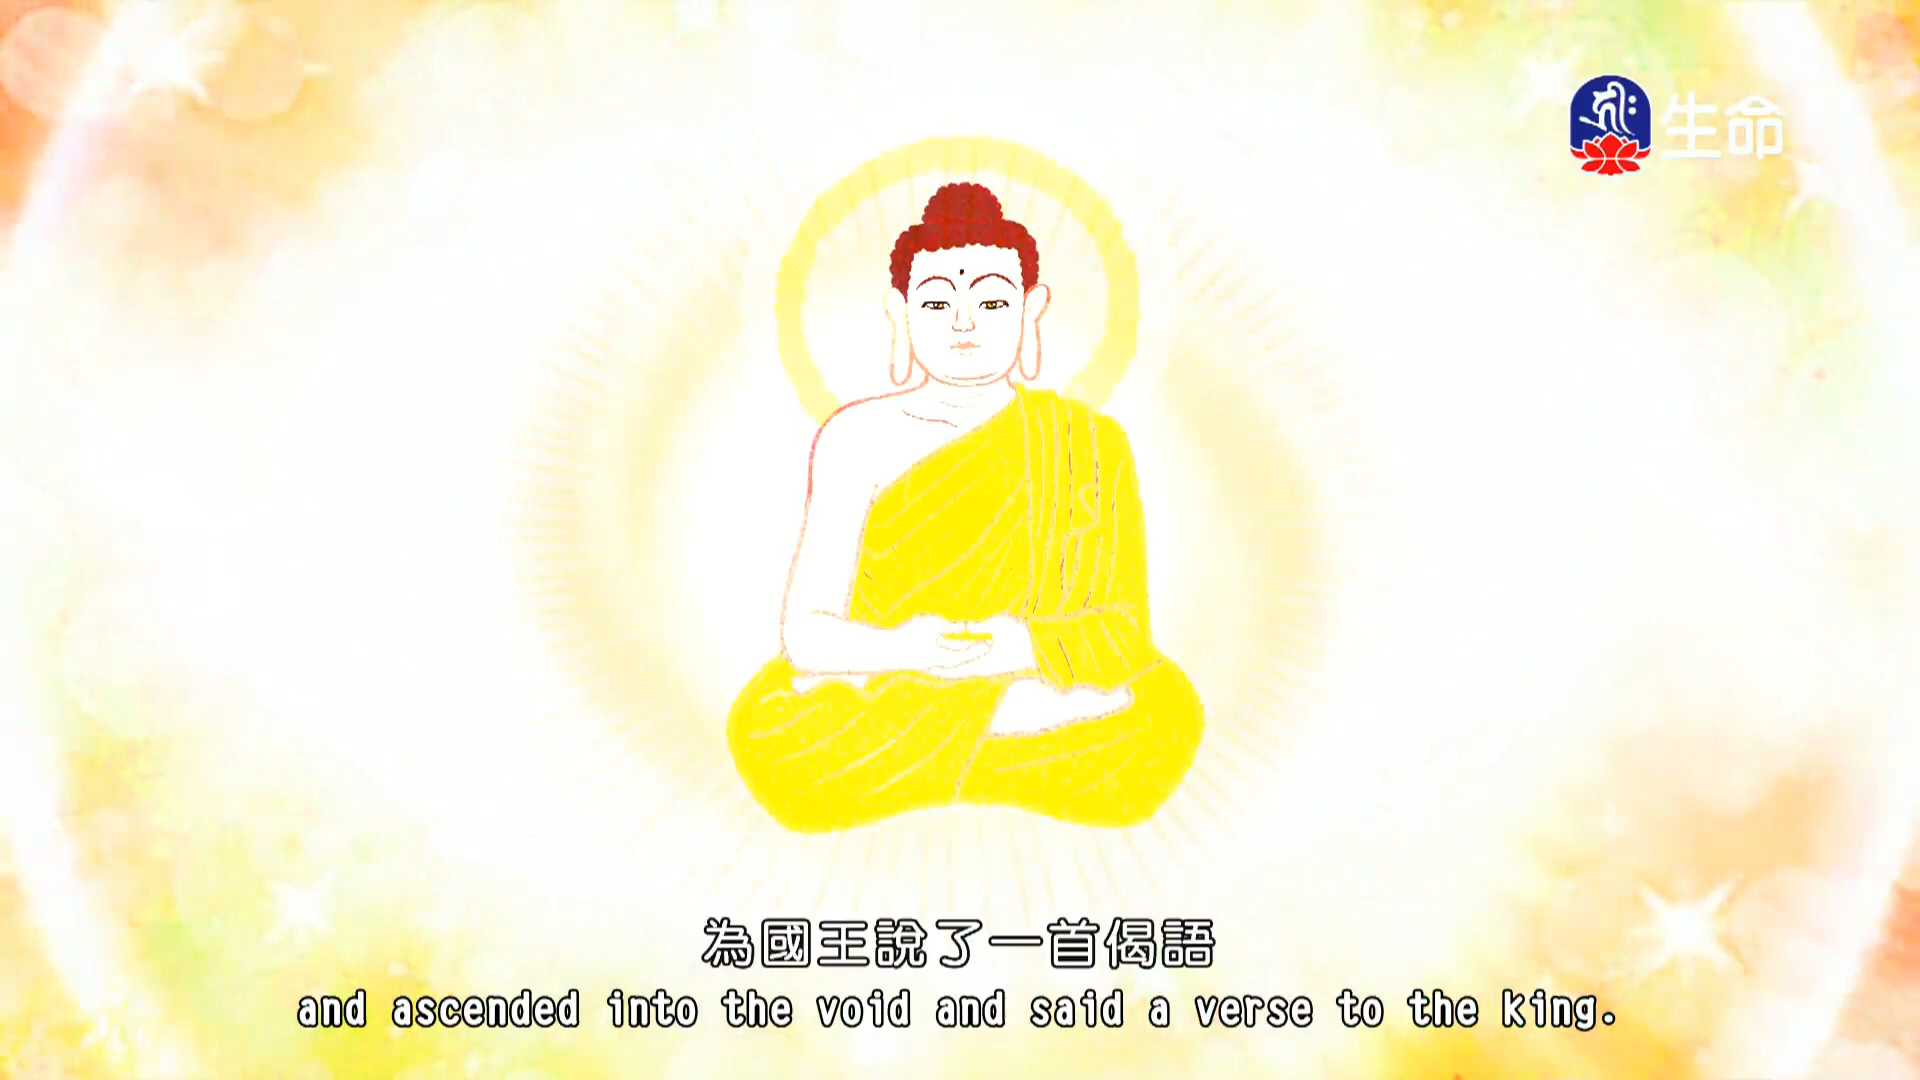 生命
為國王說了一首偈語
and ascended into the void and said a verse to the king.